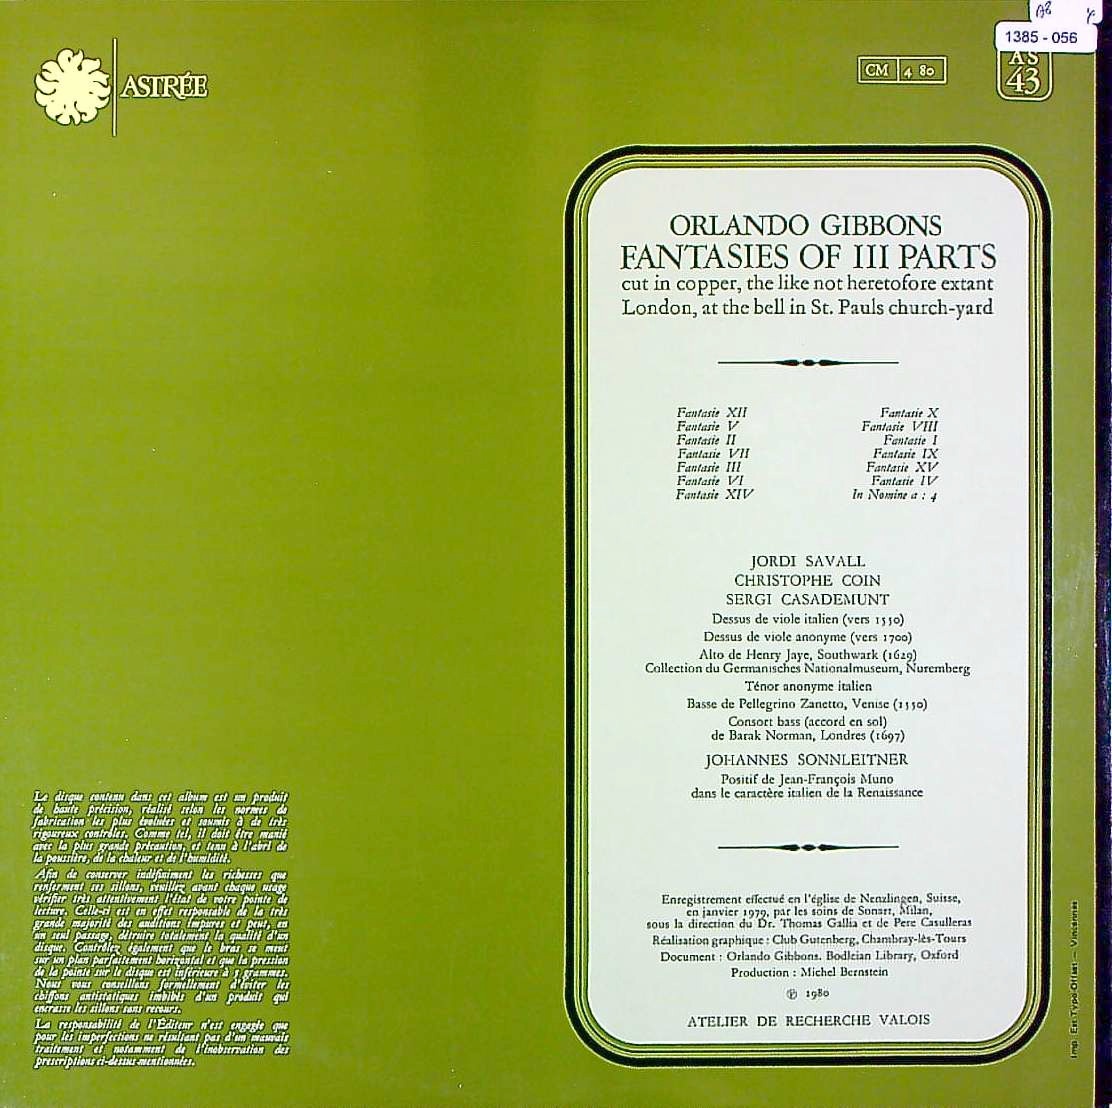 A8
1385 - 056
ASTRÉE
CM 4 80
AS
43
ORLANDO GIBBONS
FANTASIES OF III PARTS
cut in copper, the like not heretofore extant
London, at the bell in St. Pauls church-yard
Fantasie XII
Fantasie V
Fantasie II
Fantasie VII
Fantasie III
Fantasie VI
Fantasie XIV
Fantasie X
Fantasie VIII
Fantasie I
Fantasie IX
Fantasie XV
Fantasie IV
In Nomine a : 4
JORDI SAVALL
CHRISTOPHE COIN
SERGI CASADEMUNT
Dessus de viole italien (vers 1550)
Dessus de viole anonyme (vers 1700)
Alto de Henry Jaye, Southwark (1629)
Collection du Germanisches Nationalmuseum, Nuremberg
Ténor anonyme italien
Basse de Pellegrino Zanetto, Venise (1550)
Consort bass (accord en sol)
de Barak Norman, Londres (1697)
JOHANNES SONNLEITNER
Positif de Jean-François Muno
dans le caractère italien de la Renaissance
Enregistrement effectué en l'église de Nenzlingen, Suisse,
en janvier 1979, par les soins de Sonart, Milan,
sous la direction du Dr. Thomas Gallia et de Pere Casulleras
Réalisation graphique : Club Gutenberg, Chambray-lès-Tours
Document : Orlando Gibbons. Bodleian Library, Oxford
Production : Michel Bernstein
℗ 1980
ATELIER DE RECHERCHE VALOIS
Le disque contenu dans cet album est un produit
de haute précision, réalisé selon les normes de
fabrication les plus évoluées et soumis à de très
rigoureux contrôles. Comme tel, il doit être manié
avec la plus grande précaution, et tenu à l'abri de
la poussière, de la chaleur et de l'humidité.
Afin de conserver indéfiniment les richesses que
renferment ses sillons, veuillez avant chaque usage
vérifier très attentivement l'état de votre pointe de
lecture. Celle-ci est en effet responsable de la très
grande majorité des auditions impures et peut, en
un seul passage, détruire totalement la qualité d'un
disque. Contrôlez également que le bras se meut
sur un plan parfaitement horizontal et que la pression
de la pointe sur le disque est inférieure à 3 grammes.
Nous vous conseillons formellement d'éviter les
chiffons antistatiques imbibés d'un produit qui
encrasse les sillons sans recours.
La responsabilité de l'Éditeur n'est engagée que
pour les imperfections ne résultant pas d'un mauvais
traitement et notamment de l'inobservation des
prescriptions ci-dessus mentionnées.
Imp. Est-Typo-Offset — Vincennes